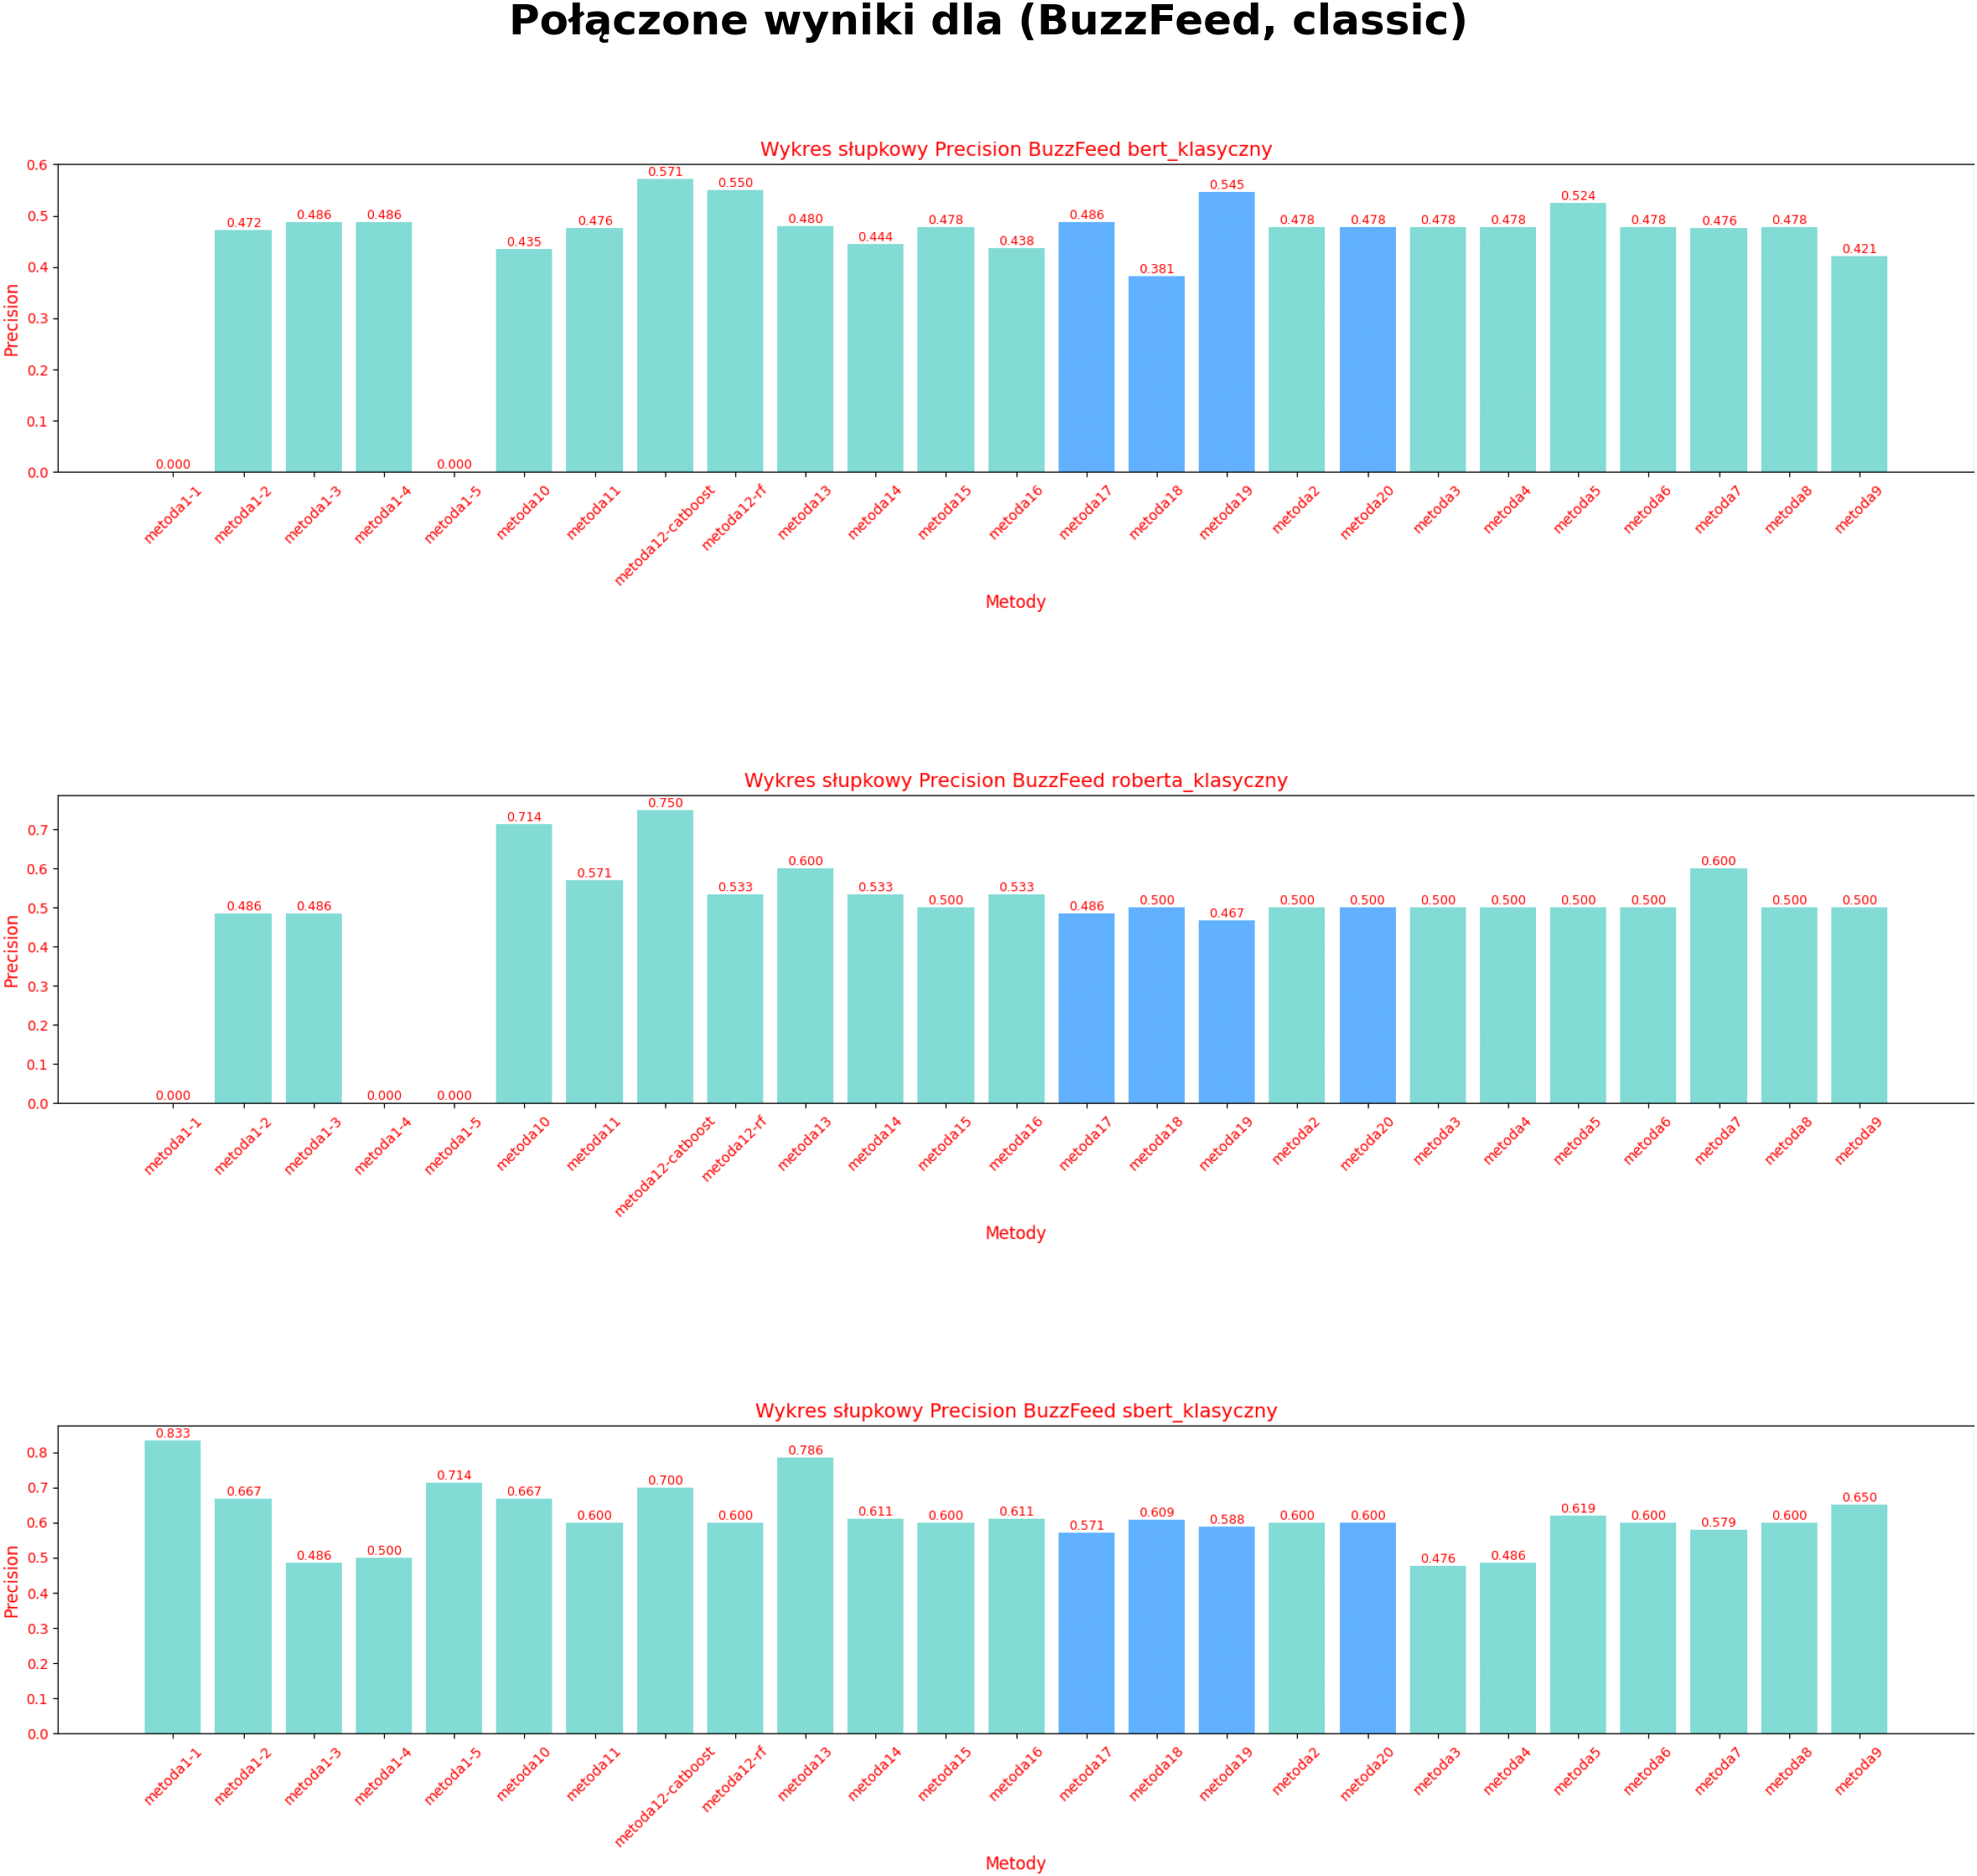 Połączone wyniki dla (BuzzFeed, classic)
Wykres słupkowy Precision BuzzFeed bert_klasyczny
Precision
0.6
0.5
0.4
0.3
0.2
0.1
0.0
0.000 0.472 0.486 0.486 0.000 0.435 0.476 0.571 0.550 0.480 0.444 0.478 0.438 0.486 0.381 0.545 0.478 0.478 0.478 0.478 0.524 0.478 0.476 0.478 0.421
metoda1-1 metoda1-2 metoda1-3 metoda1-4 metoda1-5 metoda10 metoda11 metoda12-catboost metoda12-rf metoda13 metoda14 metoda15 metoda16 metoda17 metoda18 metoda19 metoda2 metoda20 metoda3 metoda4 metoda5 metoda6 metoda7 metoda8 metoda9
Metody
Wykres słupkowy Precision BuzzFeed roberta_klasyczny
Precision
0.7
0.6
0.5
0.4
0.3
0.2
0.1
0.0
0.000 0.486 0.486 0.000 0.000 0.714 0.571 0.750 0.533 0.600 0.533 0.500 0.533 0.486 0.500 0.467 0.500 0.500 0.500 0.500 0.500 0.500 0.600 0.500 0.500
metoda1-1 metoda1-2 metoda1-3 metoda1-4 metoda1-5 metoda10 metoda11 metoda12-catboost metoda12-rf metoda13 metoda14 metoda15 metoda16 metoda17 metoda18 metoda19 metoda2 metoda20 metoda3 metoda4 metoda5 metoda6 metoda7 metoda8 metoda9
Metody
Wykres słupkowy Precision BuzzFeed sbert_klasyczny
Precision
0.8
0.7
0.6
0.5
0.4
0.3
0.2
0.1
0.0
0.833 0.667 0.486 0.500 0.714 0.667 0.600 0.700 0.600 0.786 0.611 0.600 0.611 0.571 0.609 0.588 0.600 0.600 0.476 0.486 0.619 0.600 0.579 0.600 0.650
metoda1-1 metoda1-2 metoda1-3 metoda1-4 metoda1-5 metoda10 metoda11 metoda12-catboost metoda12-rf metoda13 metoda14 metoda15 metoda16 metoda17 metoda18 metoda19 metoda2 metoda20 metoda3 metoda4 metoda5 metoda6 metoda7 metoda8 metoda9
Metody